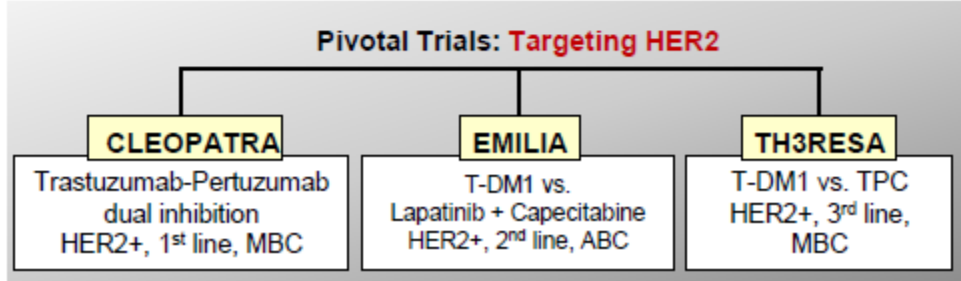 Pivotal Trials: Targeting HER2
CLEOPATRA
Trastuzumab-Pertuzumab
dual inhibition
HER2+, 1st line, MBC
EMILIA
T-DM1 vs.
Lapatinib + Capecitabine
HER2+, 2nd line, ABC
TH3RESA
T-DM1 vs. TPC
HER2+, 3rd line,
MBC